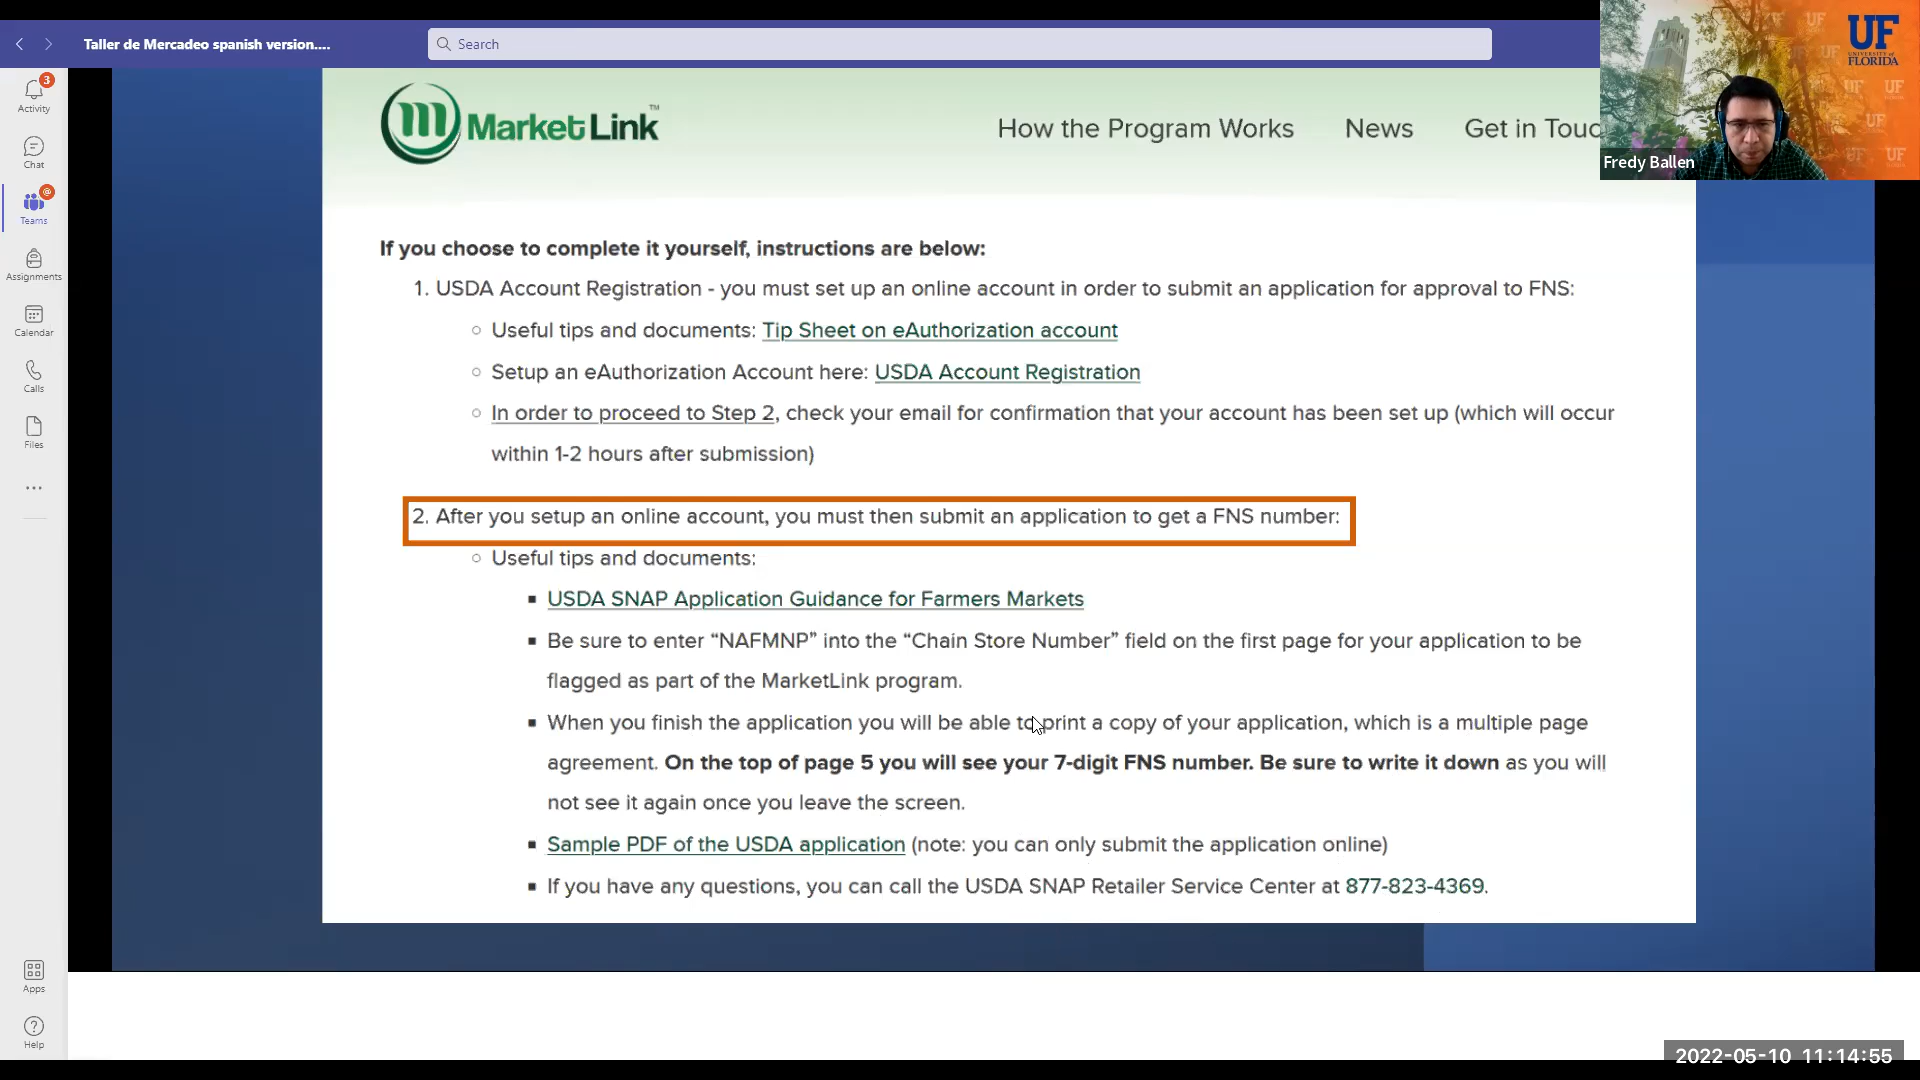 Taller de Mercadeo spanish version....
Search
UF
UNIVERSITY of
FLORIDA
Fredy Ballen
3
Activity
Chat
@
Teams
Assignments
Calendar
Calls
Files
...
Apps
Help
m MarketLink™
How the Program Works
News
Get in Touc
If you choose to complete it yourself, instructions are below:
1. USDA Account Registration - you must set up an online account in order to submit an application for approval to FNS:
○ Useful tips and documents: Tip Sheet on eAuthorization account
○ Setup an eAuthorization Account here: USDA Account Registration
○ In order to proceed to Step 2, check your email for confirmation that your account has been set up (which will occur
within 1-2 hours after submission)
2. After you setup an online account, you must then submit an application to get a FNS number:
○ Useful tips and documents:
▪ USDA SNAP Application Guidance for Farmers Markets
▪ Be sure to enter “NAFMNP” into the “Chain Store Number” field on the first page for your application to be
flagged as part of the MarketLink program.
▪ When you finish the application you will be able to print a copy of your application, which is a multiple page
agreement. On the top of page 5 you will see your 7-digit FNS number. Be sure to write it down as you will
not see it again once you leave the screen.
▪ Sample PDF of the USDA application (note: you can only submit the application online)
▪ If you have any questions, you can call the USDA SNAP Retailer Service Center at 877-823-4369.
2022-05-10 11:14:55